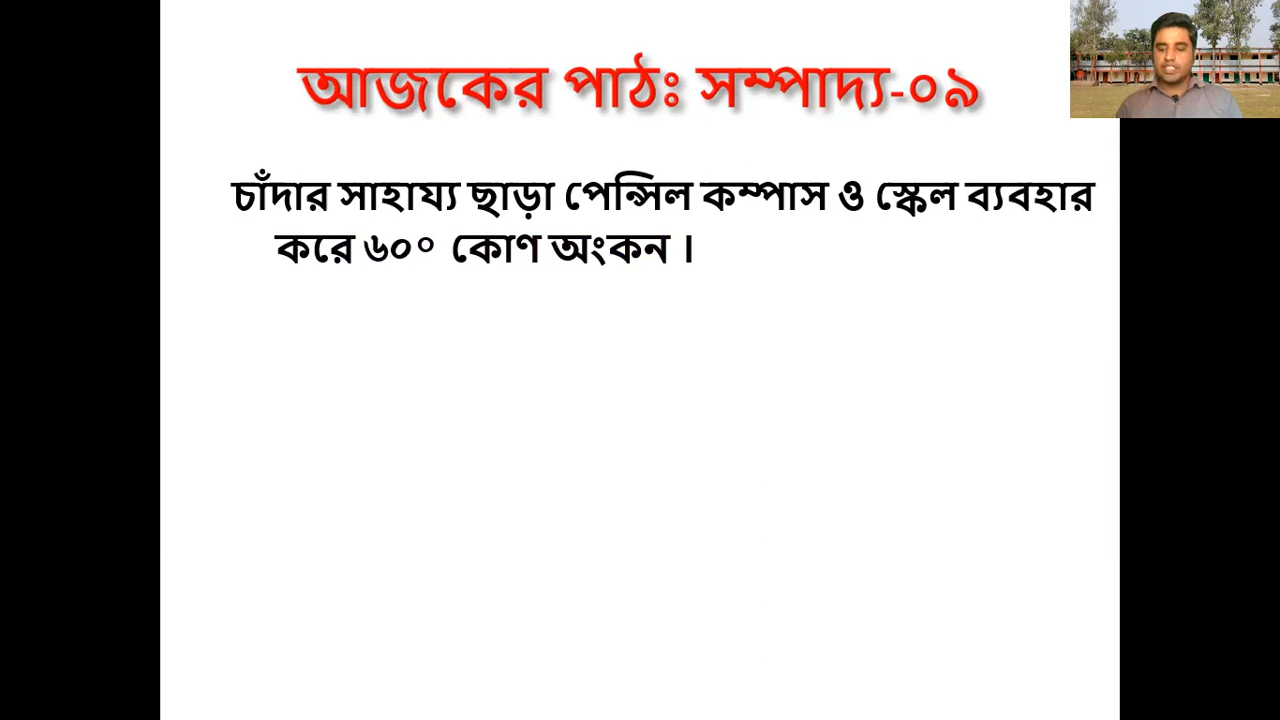 আজকের পাঠঃ সম্পাদ্য-০৯
চাঁদার সাহায্য ছাড়া পেন্সিল কম্পাস ও স্কেল ব্যবহার
করে ৬০° কোণ অংকন ।